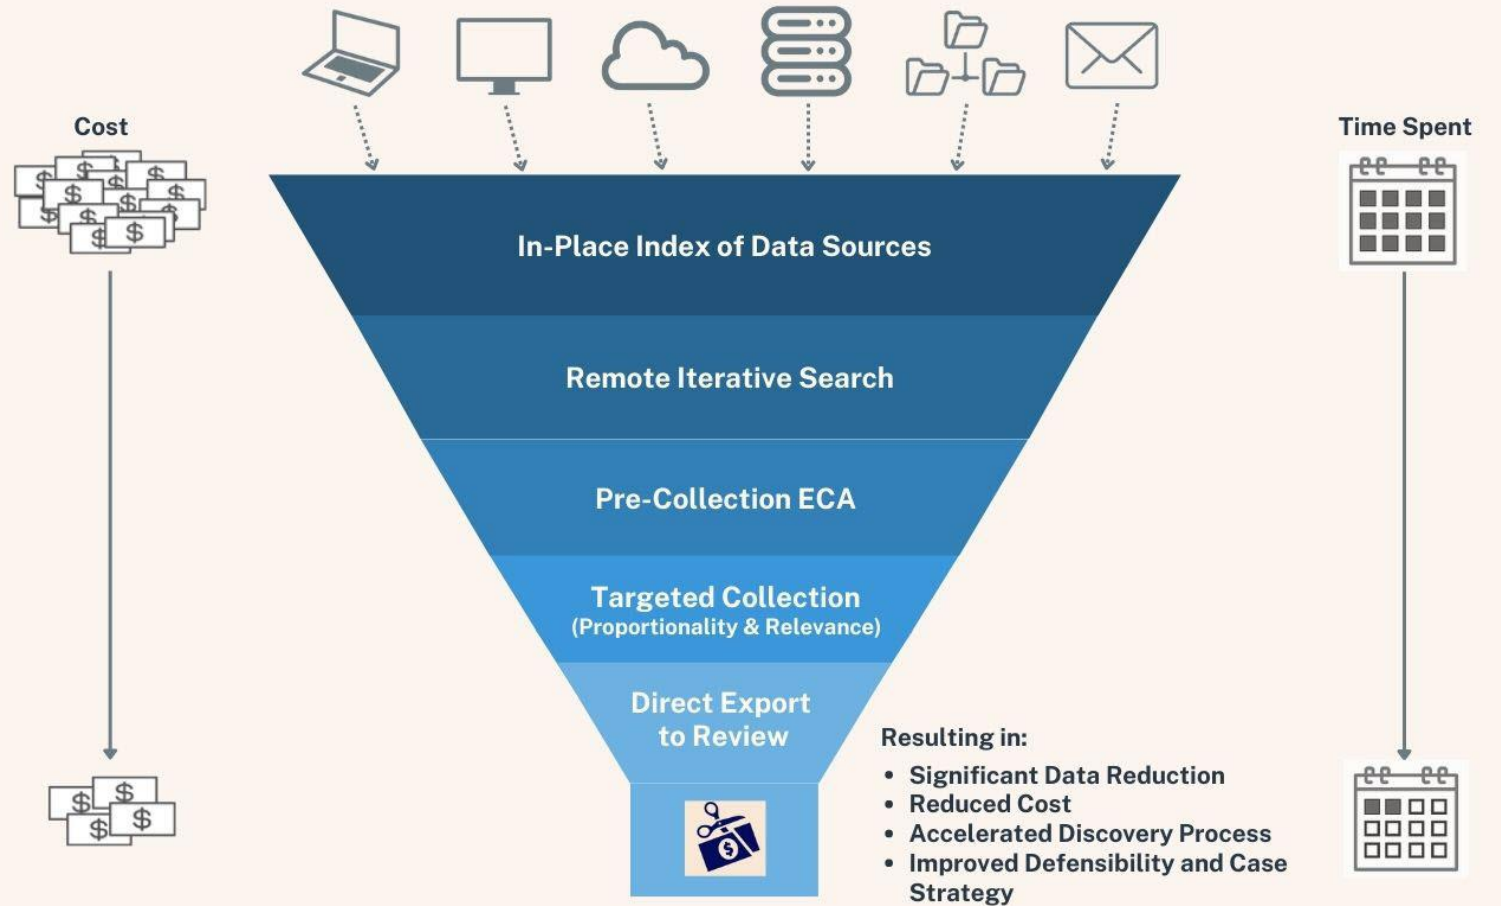 Cost
Time Spent
In-Place Index of Data Sources
Remote Iterative Search
Pre-Collection ECA
Targeted Collection
(Proportionality & Relevance)
Direct Export
to Review
Resulting in:
• Significant Data Reduction
• Reduced Cost
• Accelerated Discovery Process
• Improved Defensibility and Case
Strategy